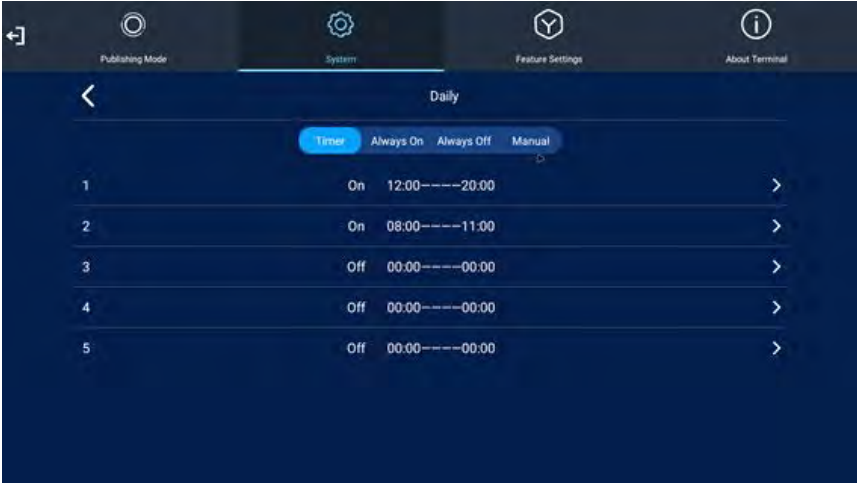 Publishing Mode System Feature Settings About Terminal
Daily
Timer Always On Always Off Manual
1 On 12:00----20:00
2 On 08:00----11:00
3 Off 00:00----00:00
4 Off 00:00----00:00
5 Off 00:00----00:00